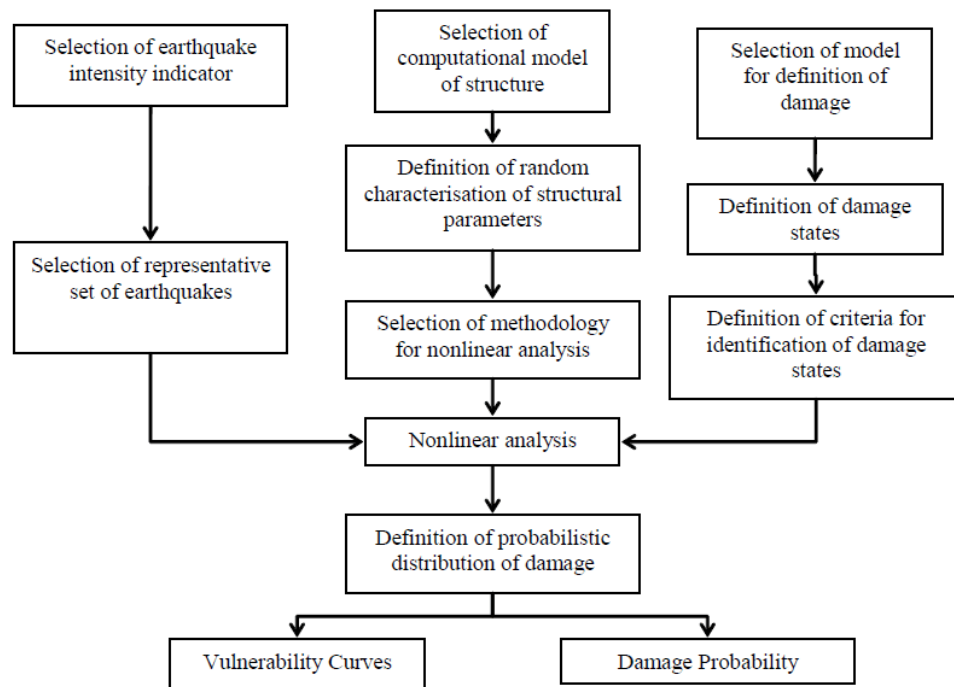 Selection of earthquake
intensity indicator
Selection of
computational model
of structure
Selection of model
for definition of
damage
Definition of random
characterisation of structural
parameters
Definition of damage
states
Selection of representative
set of earthquakes
Selection of methodology
for nonlinear analysis
Definition of criteria for
identification of damage
states
Nonlinear analysis
Definition of probabilistic
distribution of damage
Vulnerability Curves
Damage Probability